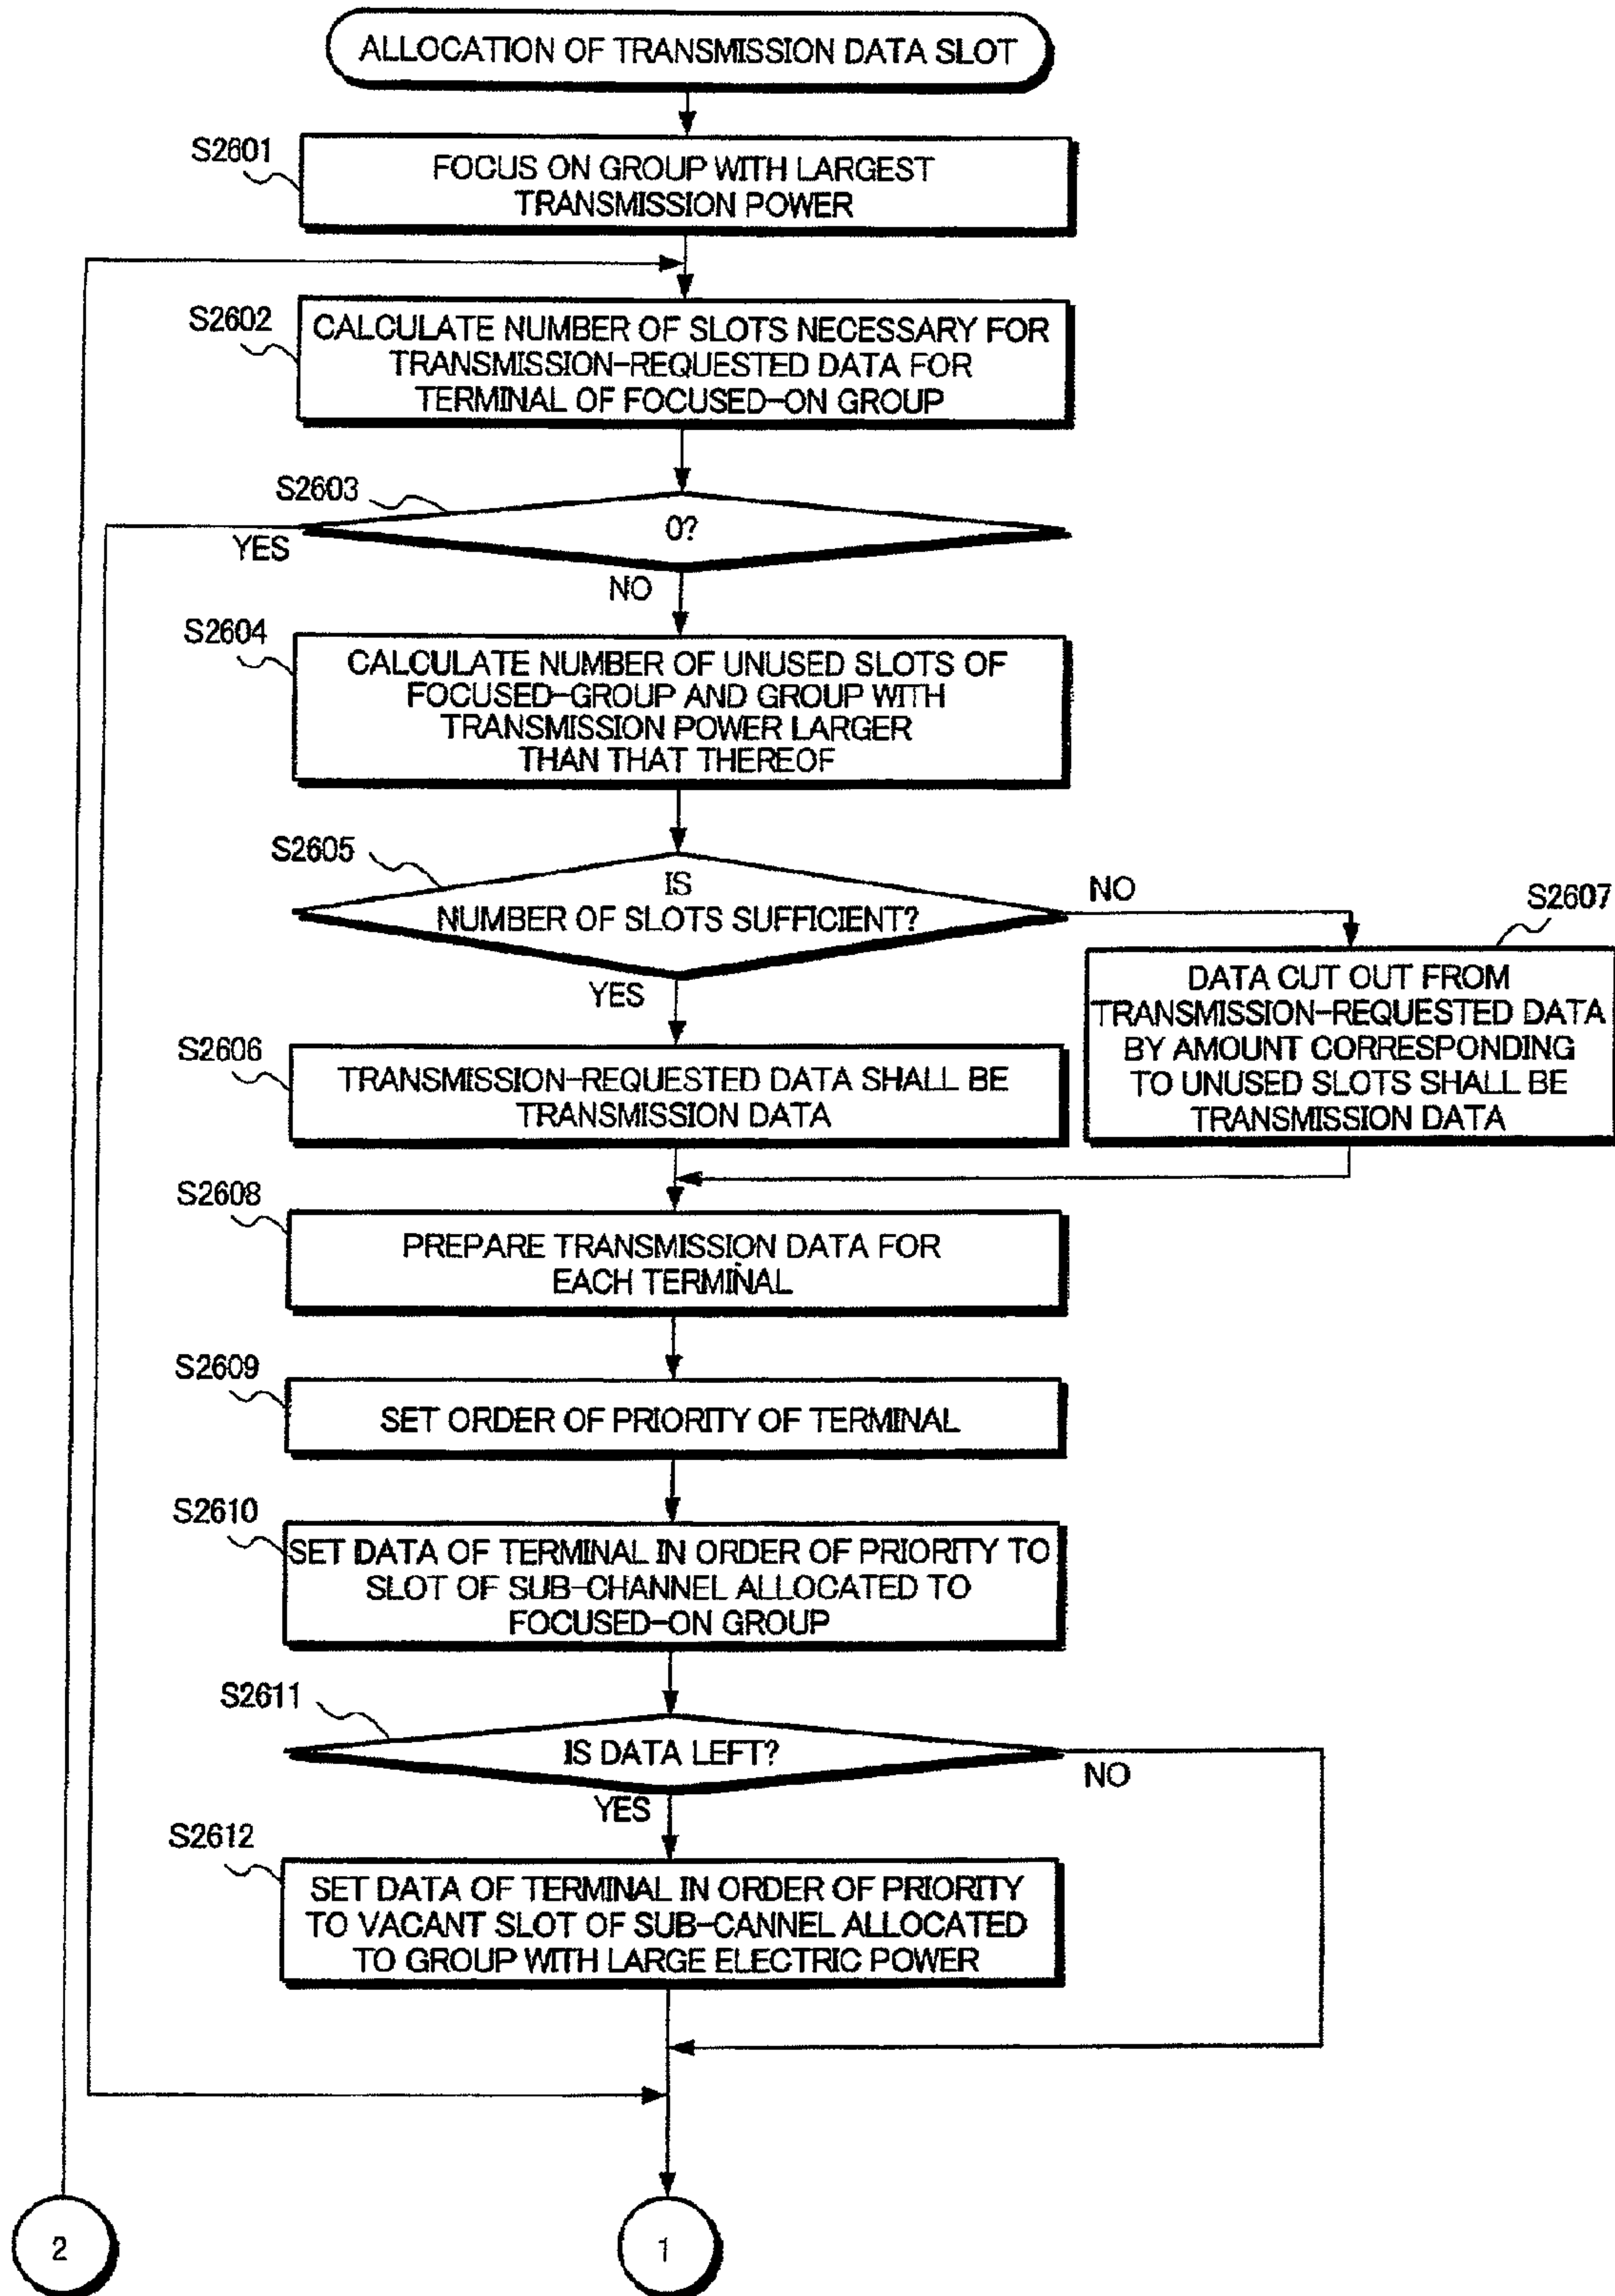 ALLOCATION OF TRANSMISSION DATA SLOT
S2601
FOCUS ON GROUP WITH LARGEST
TRANSMISSION POWER
S2602
CALCULATE NUMBER OF SLOTS NECESSARY FOR
TRANSMISSION-REQUESTED DATA FOR
TERMINAL OF FOCUSED-ON GROUP
S2603
0?
YES
NO
S2604
CALCULATE NUMBER OF UNUSED SLOTS OF
FOCUSED-GROUP AND GROUP WITH
TRANSMISSION POWER LARGER
THAN THAT THEREOF
S2605
IS
NUMBER OF SLOTS SUFFICIENT?
NO
YES
S2607
DATA CUT OUT FROM
TRANSMISSION-REQUESTED DATA
BY AMOUNT CORRESPONDING
TO UNUSED SLOTS SHALL BE
TRANSMISSION DATA
S2606
TRANSMISSION-REQUESTED DATA SHALL BE
TRANSMISSION DATA
S2608
PREPARE TRANSMISSION DATA FOR
EACH TERMINAL
S2609
SET ORDER OF PRIORITY OF TERMINAL
S2610
SET DATA OF TERMINAL IN ORDER OF PRIORITY TO
SLOT OF SUB-CHANNEL ALLOCATED TO
FOCUSED-ON GROUP
S2611
IS DATA LEFT?
NO
YES
S2612
SET DATA OF TERMINAL IN ORDER OF PRIORITY
TO VACANT SLOT OF SUB-CANNEL ALLOCATED
TO GROUP WITH LARGE ELECTRIC POWER
2
1